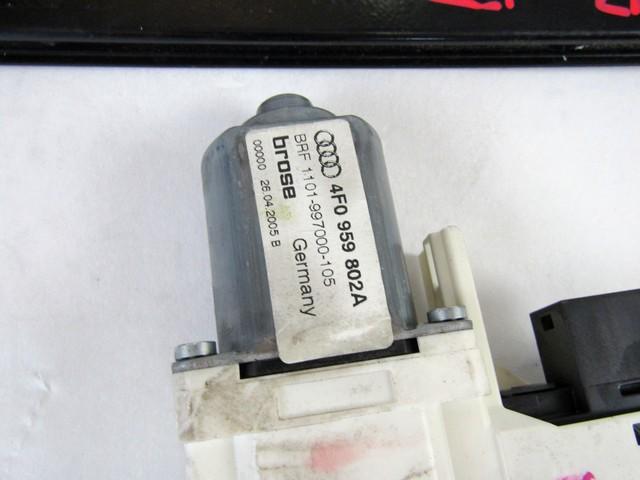 4F0 959 802A
BRF 1101-997000-105
brose Germany
00000 26.04.2005 B